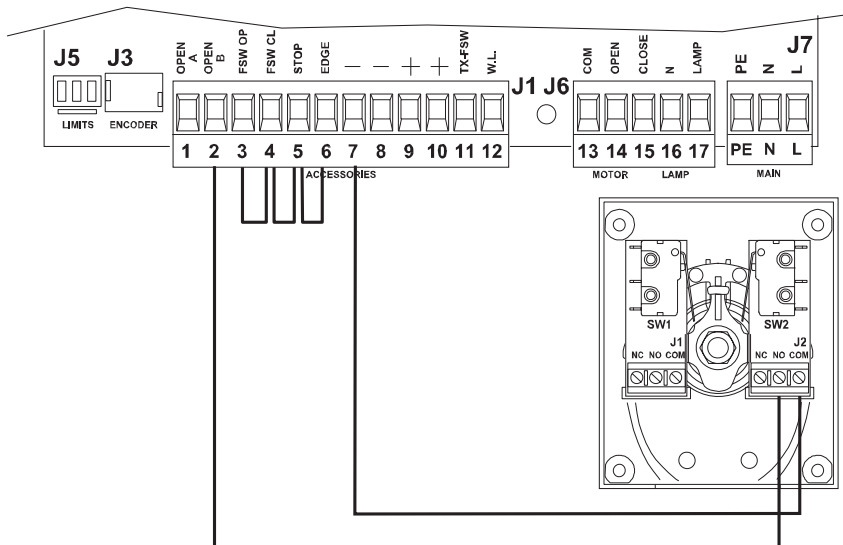 J5 J3 OPEN A OPEN B FSW OP FSW CL STOP EDGE — — + + TX-FSW W.L. J1 J6 COM OPEN CLOSE N LAMP PE N L J7
LIMITS ENCODER
1 2 3 4 5 6 7 8 9 10 11 12 13 14 15 16 17 PE N L
ACCESSORIES MOTOR LAMP MAIN
SW1 SW2
J1 J2
NC NO COM NC NO COM